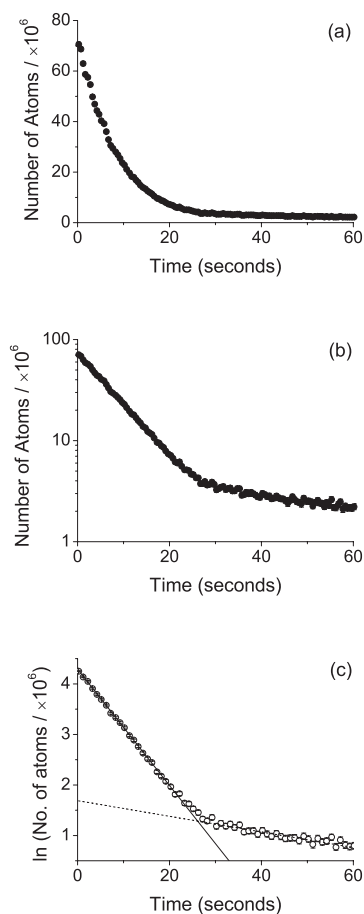 (a)
Number of Atoms / ×10⁶
80
60
40
20
0
0 20 40 60
Time (seconds)
(b)
Number of Atoms / ×10⁶
100
10
1
0 20 40 60
Time (seconds)
(c)
ln (No. of atoms / ×10⁶)
4
3
2
1
0 20 40 60
Time (seconds)